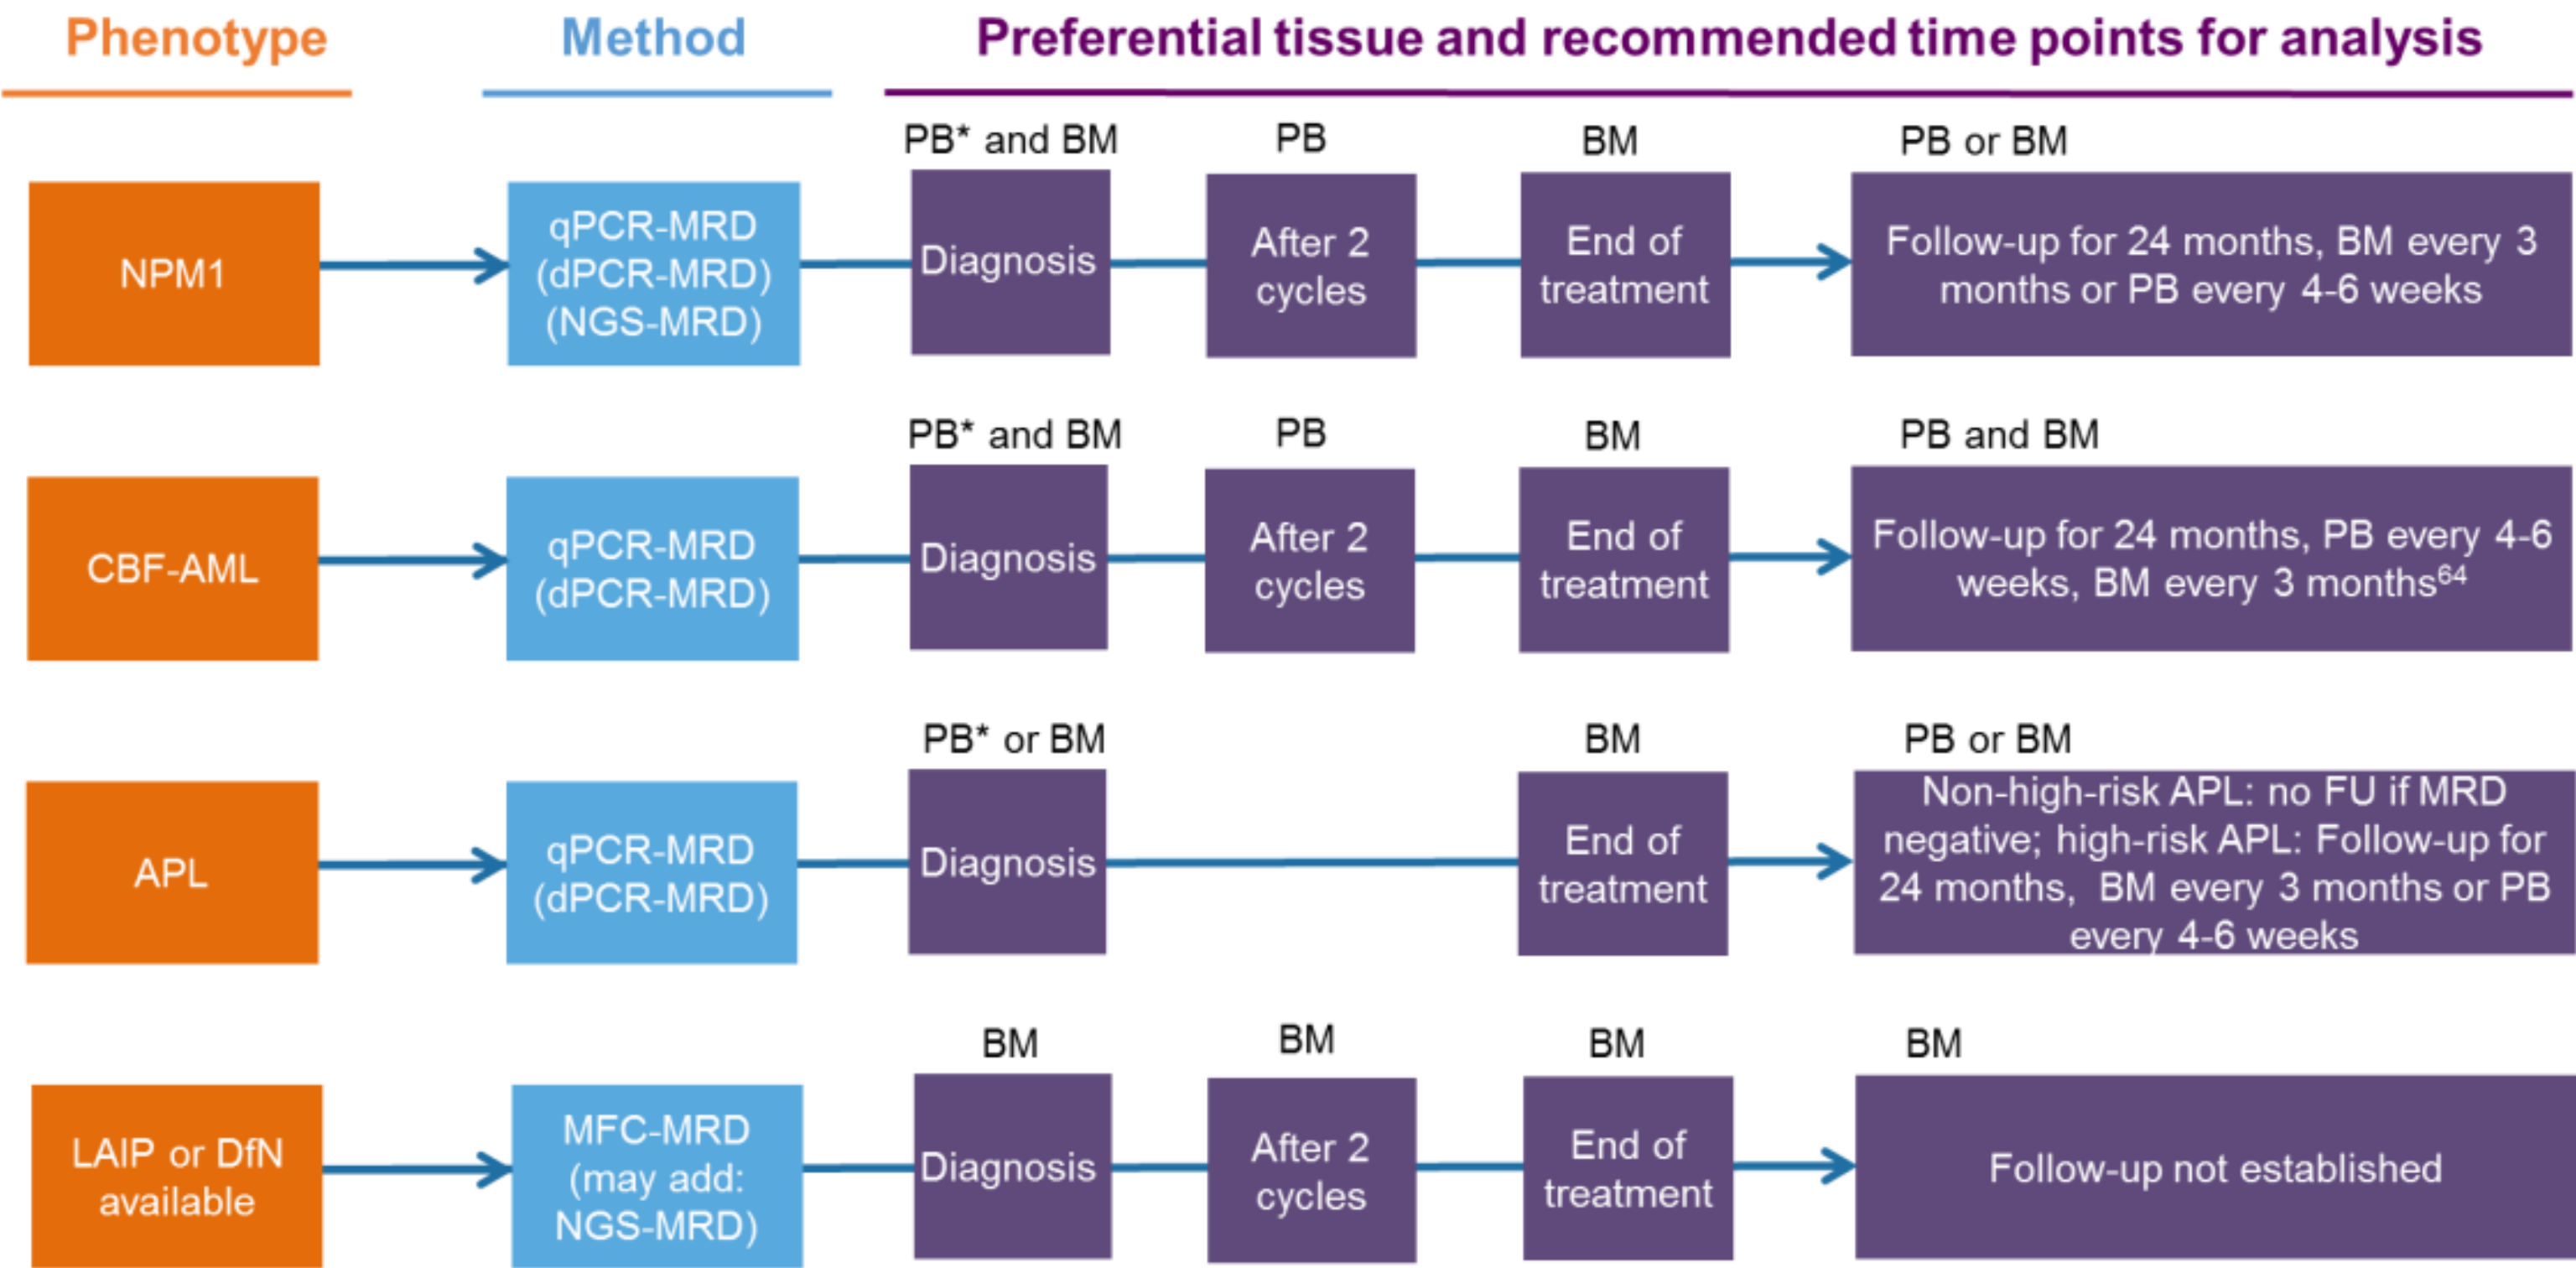 Phenotype
Method
Preferential tissue and recommended time points for analysis
PB* and BM
PB
BM
PB or BM
NPM1
qPCR-MRD
(dPCR-MRD)
(NGS-MRD)
Diagnosis
After 2
cycles
End of
treatment
Follow-up for 24 months, BM every 3
months or PB every 4-6 weeks
PB* and BM
PB
BM
PB and BM
CBF-AML
qPCR-MRD
(dPCR-MRD)
Diagnosis
After 2
cycles
End of
treatment
Follow-up for 24 months, PB every 4-6
weeks, BM every 3 months⁶⁴
PB* or BM
BM
PB or BM
APL
qPCR-MRD
(dPCR-MRD)
Diagnosis
End of
treatment
Non-high-risk APL: no FU if MRD
negative; high-risk APL: Follow-up for
24 months, BM every 3 months or PB
every 4-6 weeks
BM
BM
BM
BM
LAIP or DfN
available
MFC-MRD
(may add:
NGS-MRD)
Diagnosis
After 2
cycles
End of
treatment
Follow-up not established